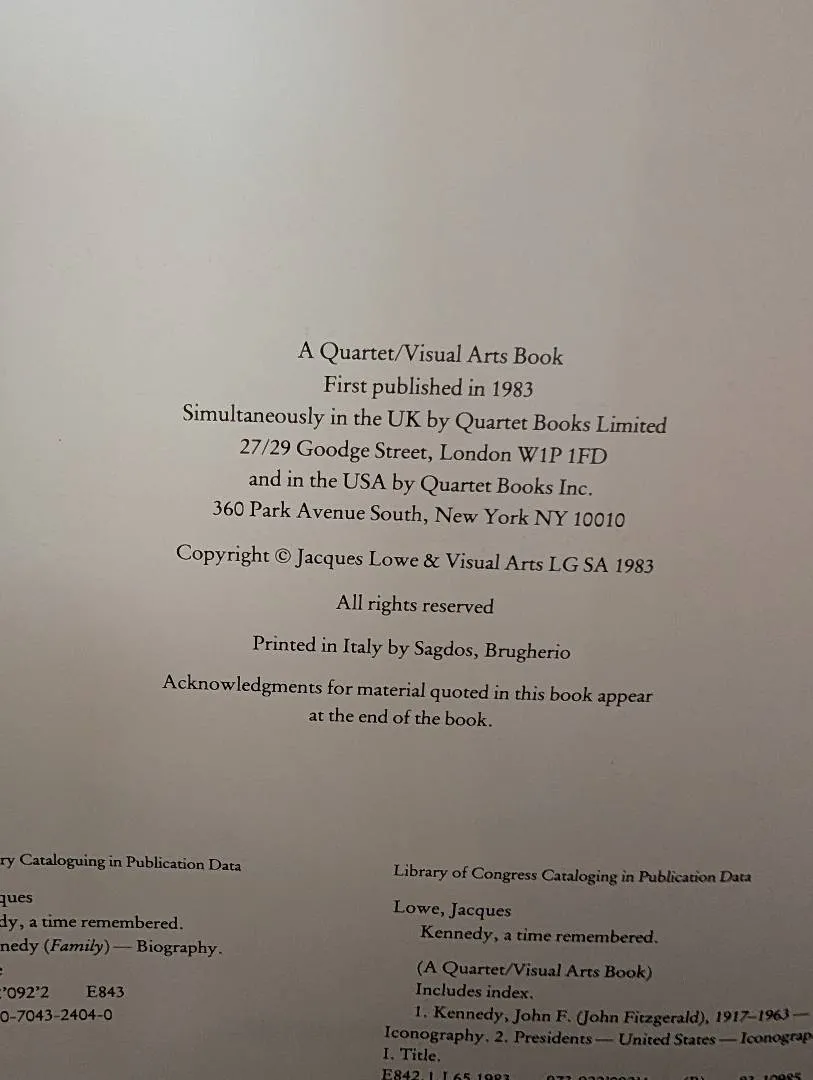 A Quartet/Visual Arts Book
First published in 1983
Simultaneously in the UK by Quartet Books Limited
27/29 Goodge Street, London W1P 1FD
and in the USA by Quartet Books Inc.
360 Park Avenue South, New York NY 10010
Copyright © Jacques Lowe & Visual Arts LG SA 1983
All rights reserved
Printed in Italy by Sagdos, Brugherio
Acknowledgments for material quoted in this book appear
at the end of the book.
ry Cataloguing in Publication Data
ques
dy, a time remembered.
nedy (Family) — Biography.
:
'092'2 E843
0-7043-2404-0
Library of Congress Cataloging in Publication Data
Lowe, Jacques
Kennedy, a time remembered.
(A Quartet/Visual Arts Book)
Includes index.
1. Kennedy, John F. (John Fitzgerald), 1917–1963 —
Iconography. 2. Presidents — United States — Iconograp
I. Title.